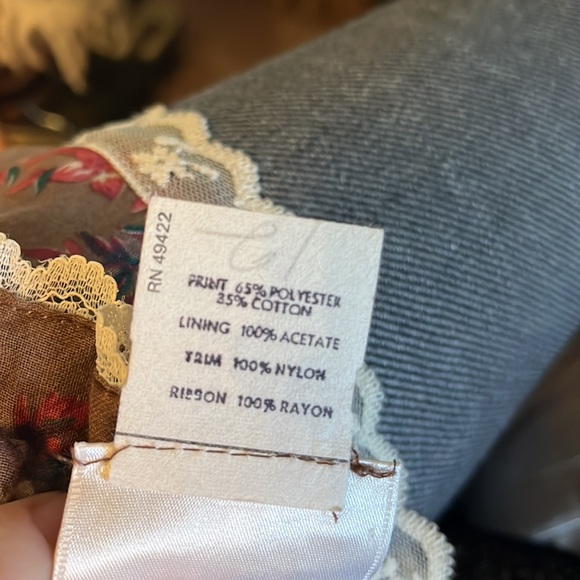 RN 49422
PRINT 65% POLYESTER
35% COTTON
LINING 100% ACETATE
TRIM 100% NYLON
RIBBON 100% RAYON